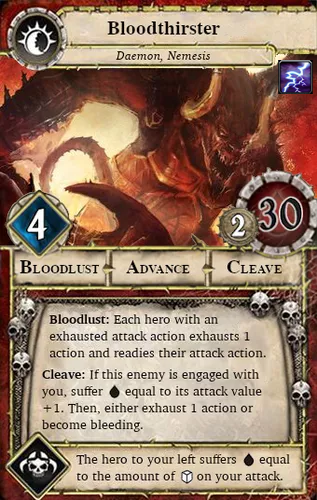 Bloodthirster
Daemon, Nemesis
4
2
30
Bloodlust
Advance
Cleave
Bloodlust: Each hero with an
exhausted attack action exhausts 1
action and readies their attack action.
Cleave: If this enemy is engaged with
you, suffer equal to its attack value
+1. Then, either exhaust 1 action or
become bleeding.
The hero to your left suffers equal
to the amount of on your attack.